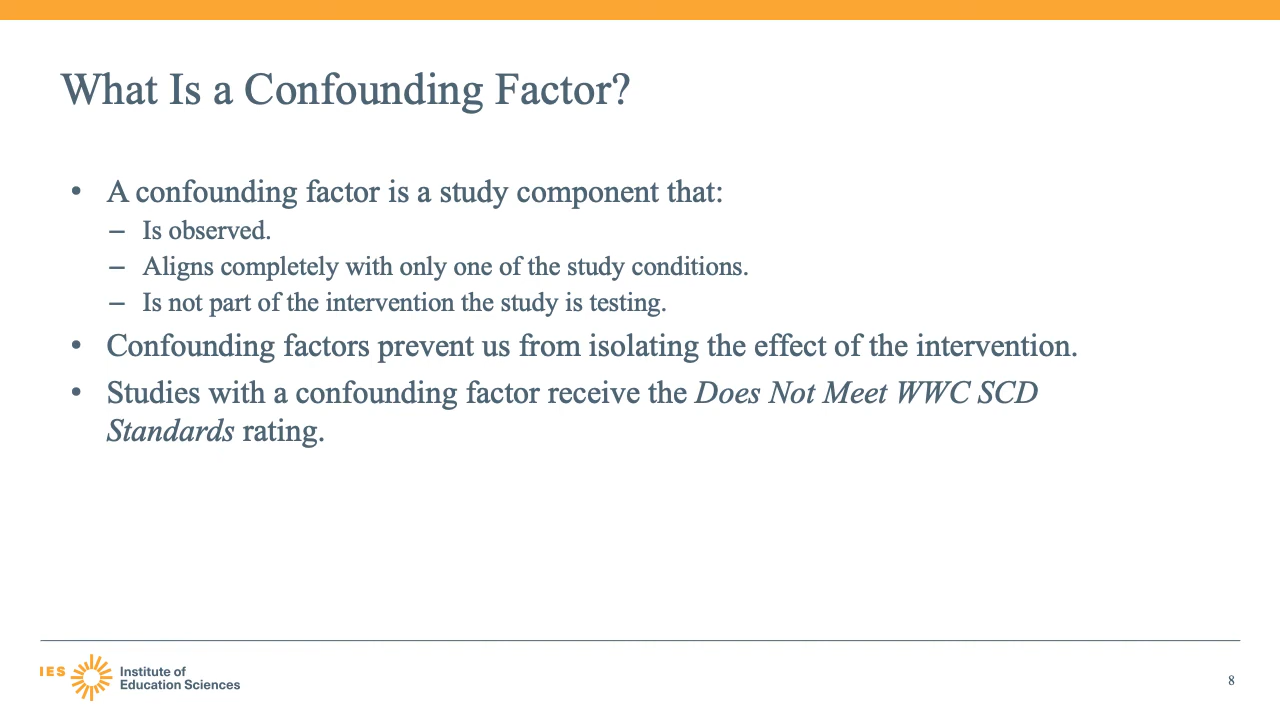 What Is a Confounding Factor?
• A confounding factor is a study component that:
– Is observed.
– Aligns completely with only one of the study conditions.
– Is not part of the intervention the study is testing.
• Confounding factors prevent us from isolating the effect of the intervention.
• Studies with a confounding factor receive the Does Not Meet WWC SCD
Standards rating.
IES
Institute of
Education Sciences
8